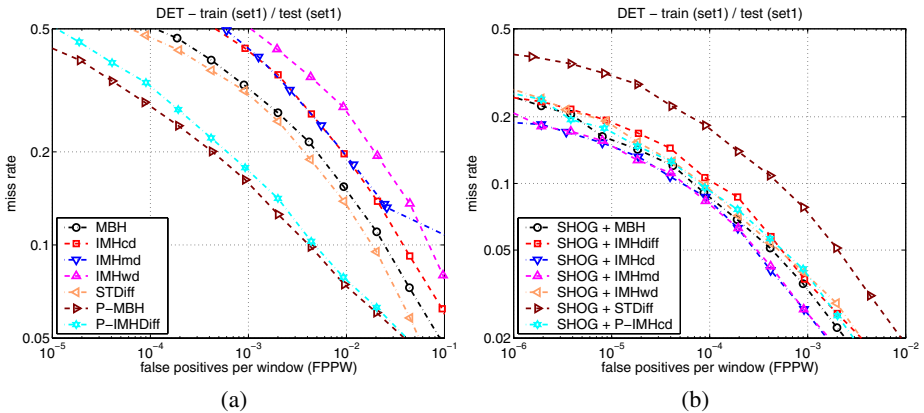 DET − train (set1) / test (set1)
0.5
0.2
0.1
0.05
miss rate
MBH
IMHcd
IMHmd
IMHwd
STDiff
P−MBH
P−IMHDiff
10−5
10−4
10−3
10−2
10−1
false positives per window (FPPW)
(a)
DET − train (set1) / test (set1)
0.5
0.2
0.1
0.05
0.02
miss rate
SHOG + MBH
SHOG + IMHdiff
SHOG + IMHcd
SHOG + IMHmd
SHOG + IMHwd
SHOG + STDiff
SHOG + P−IMHcd
10−6
10−5
10−4
10−3
10−2
false positives per window (FPPW)
(b)